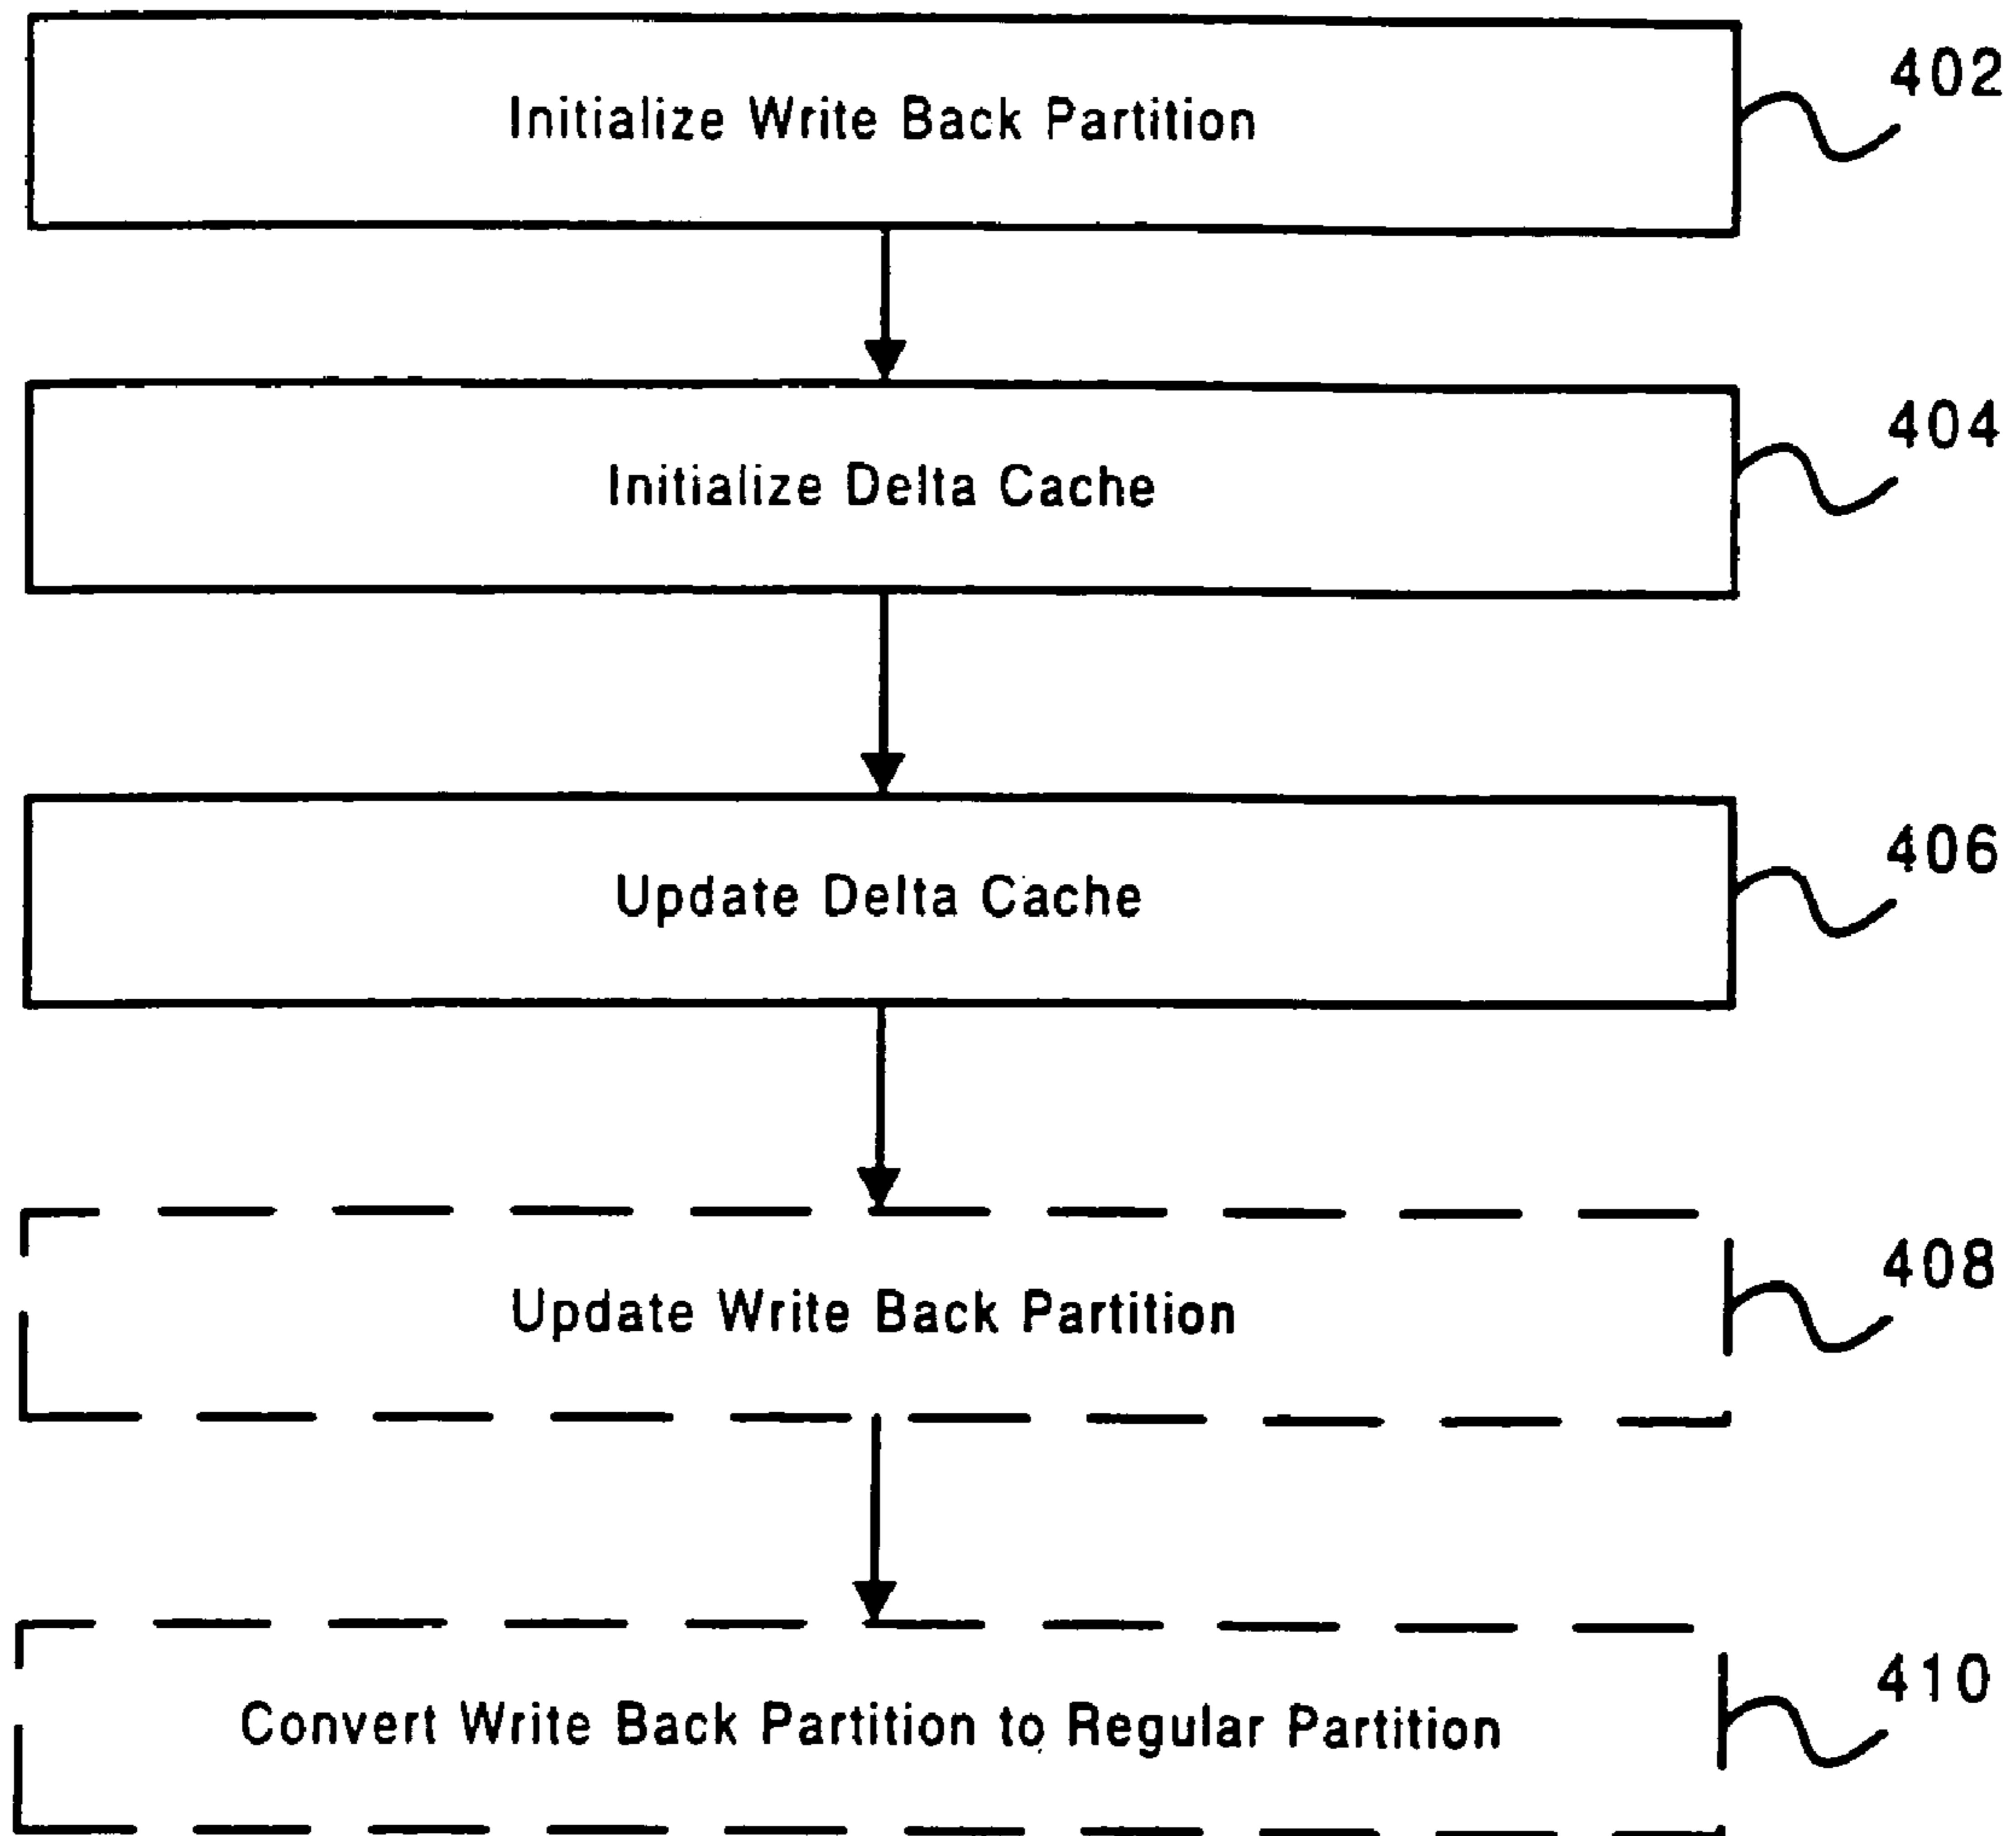 Initialize Write Back Partition
402
Initialize Delta Cache
404
Update Delta Cache
406
Update Write Back Partition
408
Convert Write Back Partition to Regular Partition
410